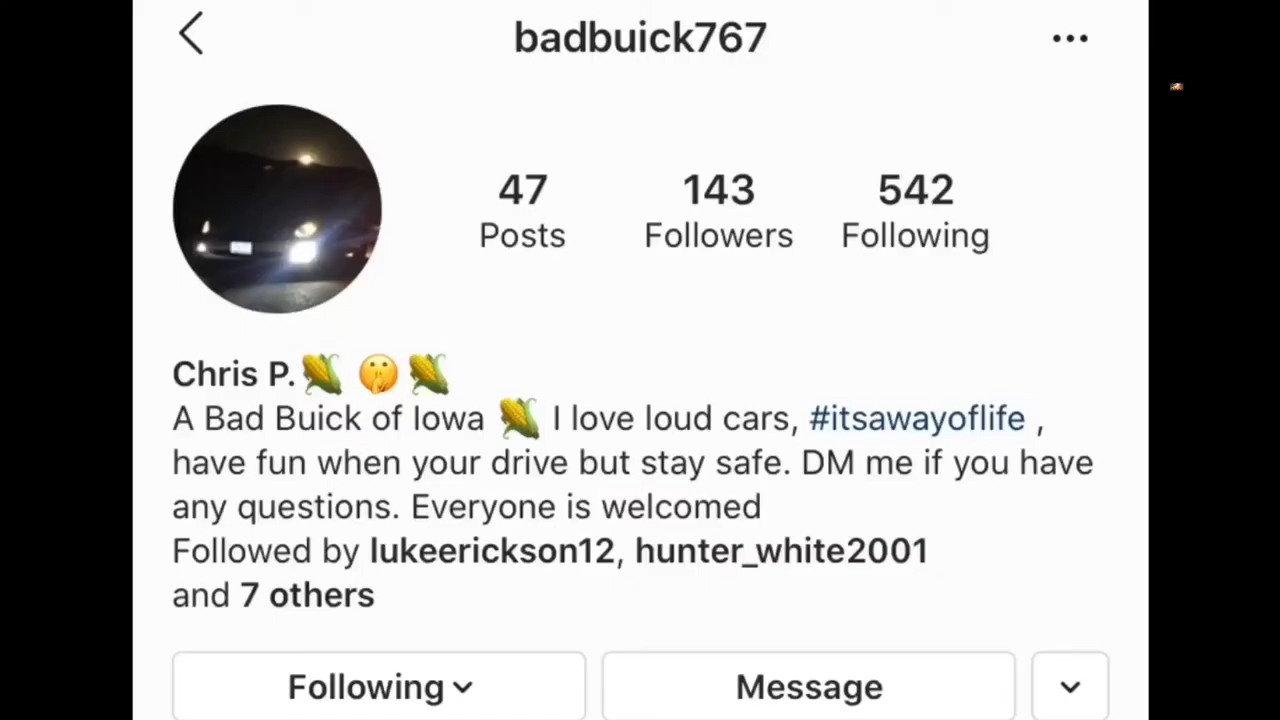 badbuick767
47 143 542
Posts Followers Following
Chris P.🌽 🤫 🌽
A Bad Buick of Iowa 🌽 I love loud cars, #itsawayoflife ,
have fun when your drive but stay safe. DM me if you have
any questions. Everyone is welcomed
Followed by lukeerickson12, hunter_white2001
and 7 others
Following Message